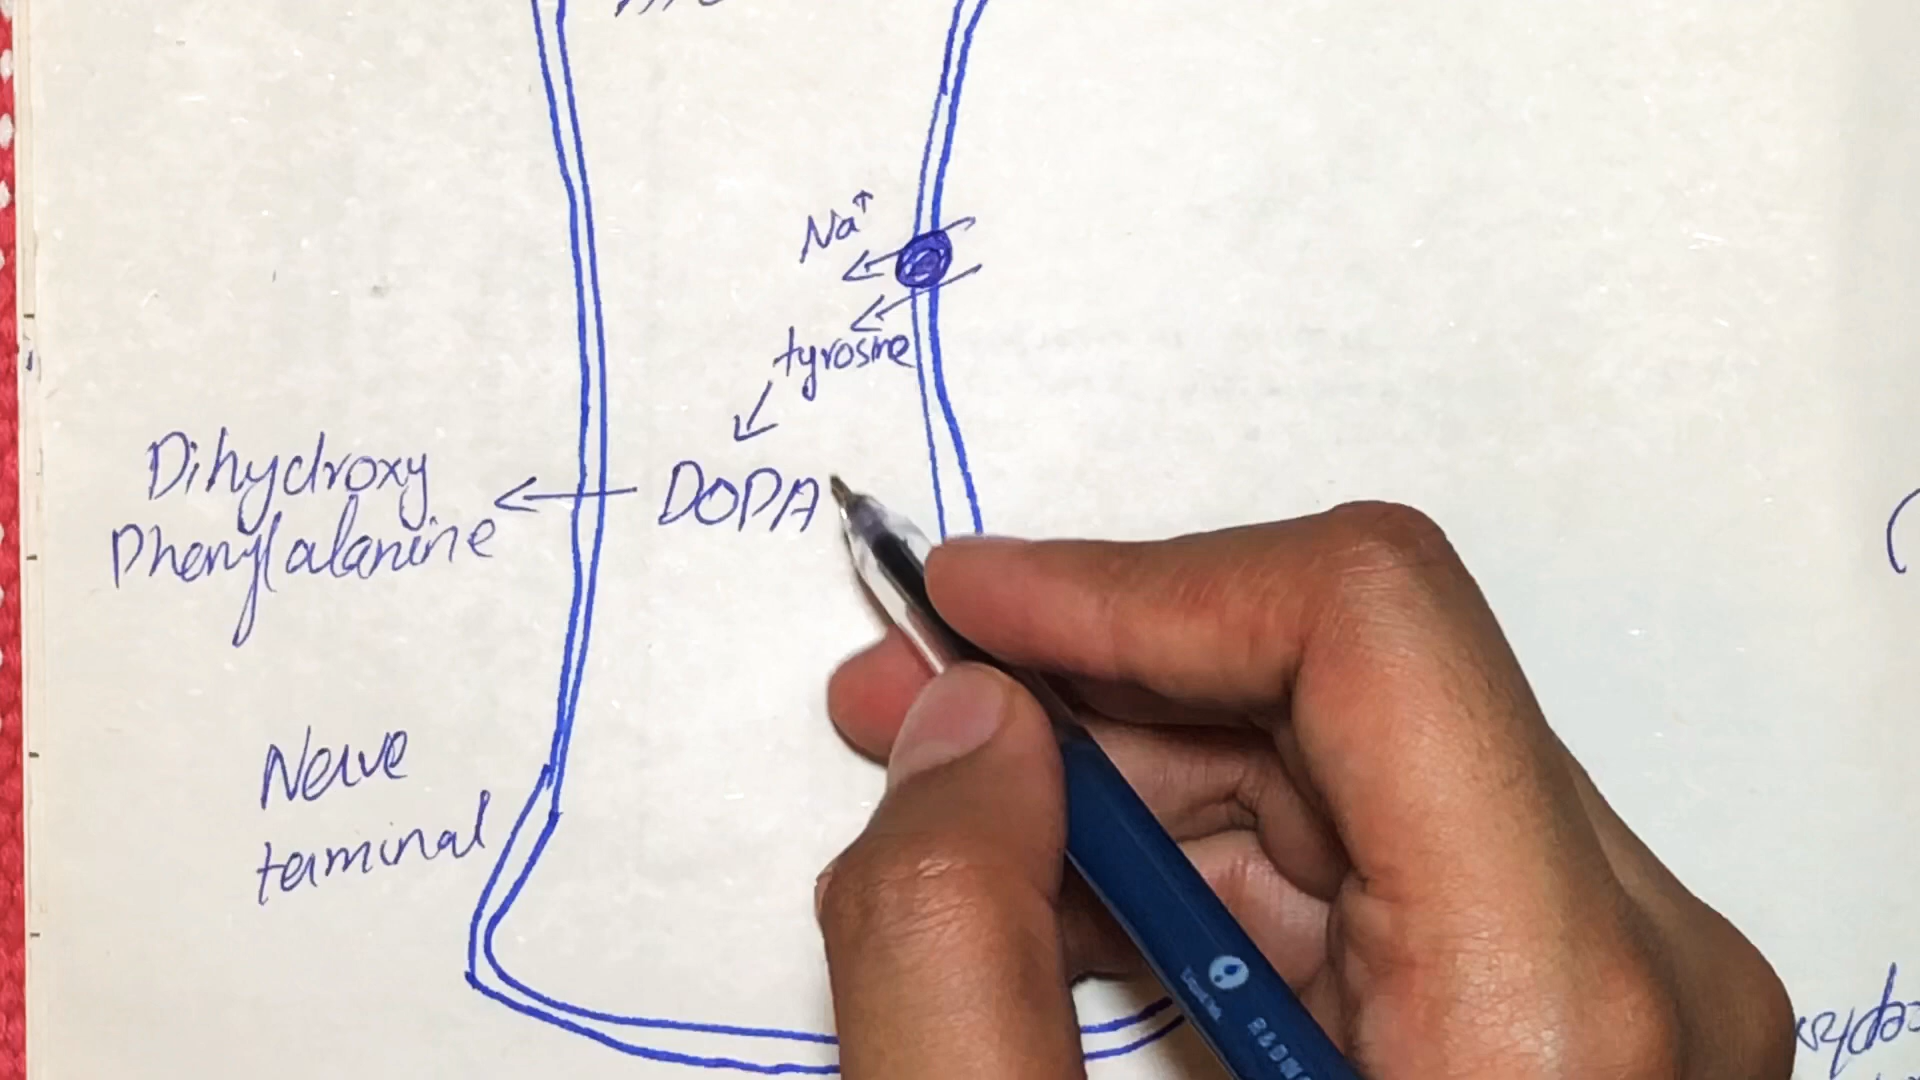 Na+
tyrosine
DOPA
Dihydroxy
Phenylalanine
Nerve
terminal